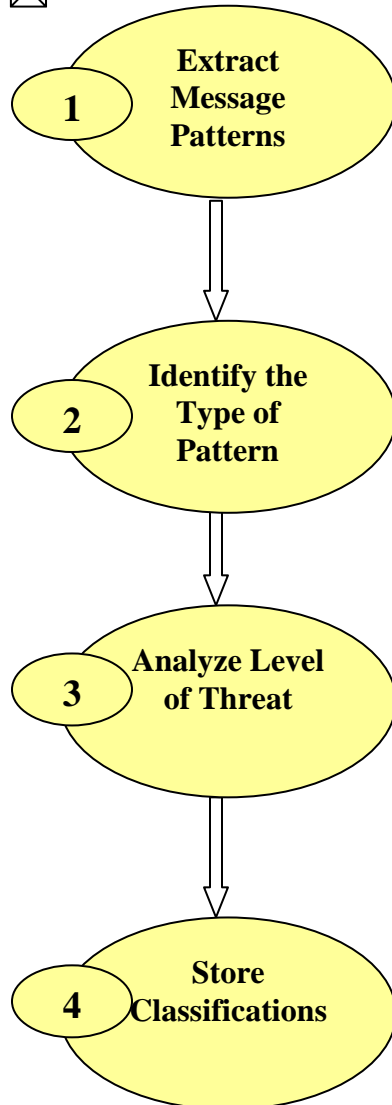 1
Extract
Message
Patterns
2
Identify the
Type of
Pattern
3
Analyze Level
of Threat
4
Store
Classifications